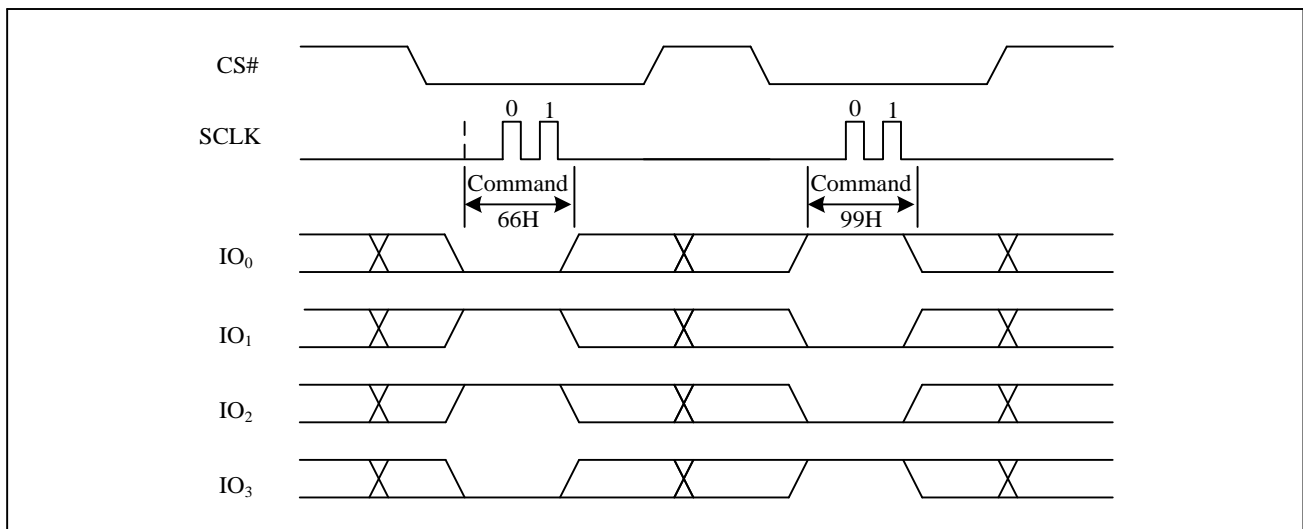 CS#
0 1 0 1
SCLK
Command Command
66H 99H
IO₀
IO₁
IO₂
IO₃